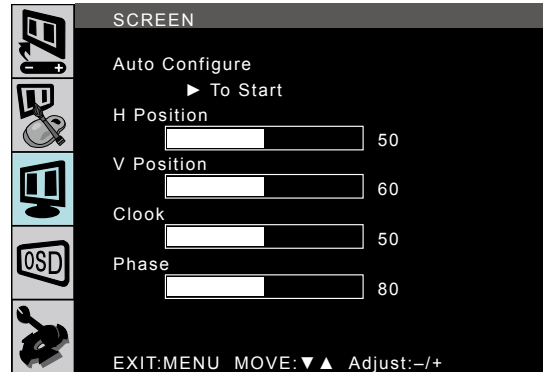 SCREEN
Auto Configure
► To Start
H Position
50
V Position
60
Clook
50
Phase
80
OSD
EXIT:MENU MOVE:▼▲ Adjust:–/+